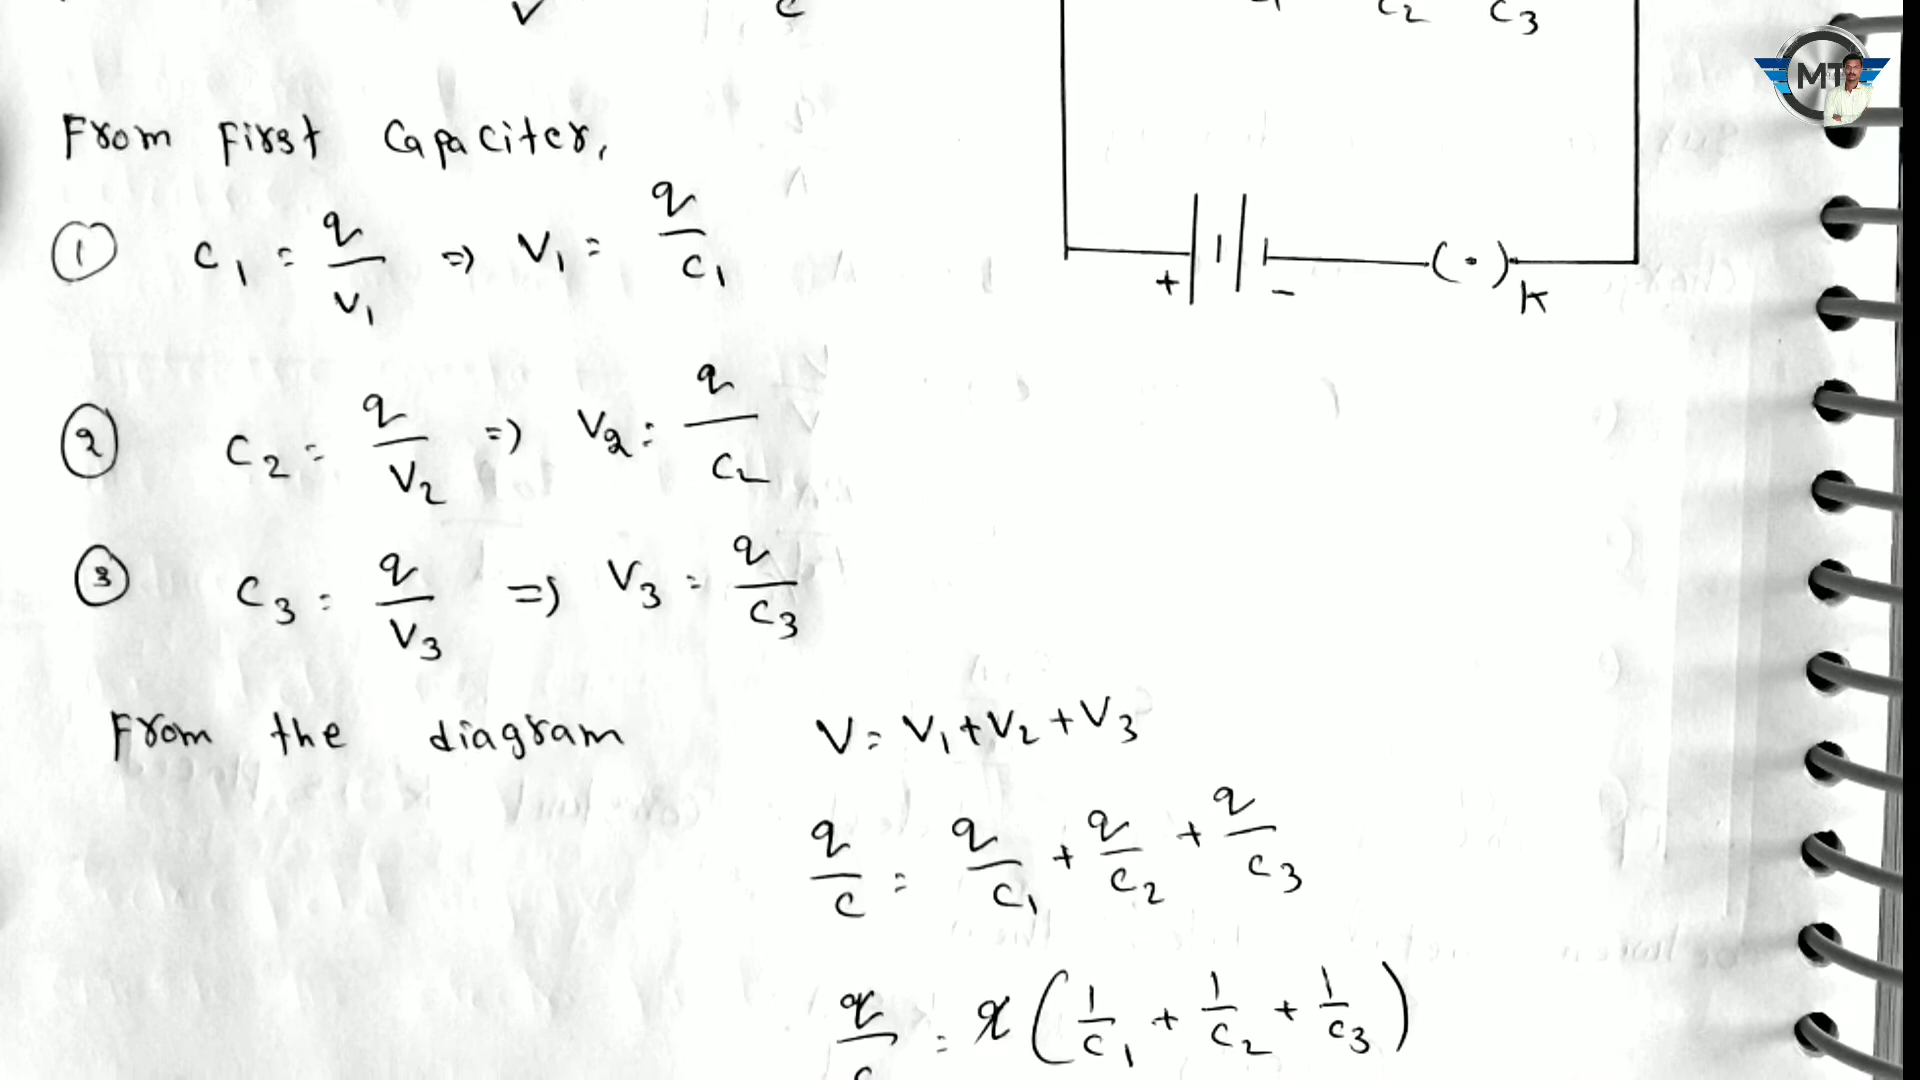 V
c
C2 C3
MT
From First Capaciter,
① C1 = q/V1 => V1 = q/C1
+ - (•) K
② C2 = q/V2 => V2 = q/C2
③ C3 = q/V3 => V3 = q/C3
From the diagram V = V1 + V2 + V3
q/c = q/C1 + q/C2 + q/C3
q/c = q (1/C1 + 1/C2 + 1/C3)